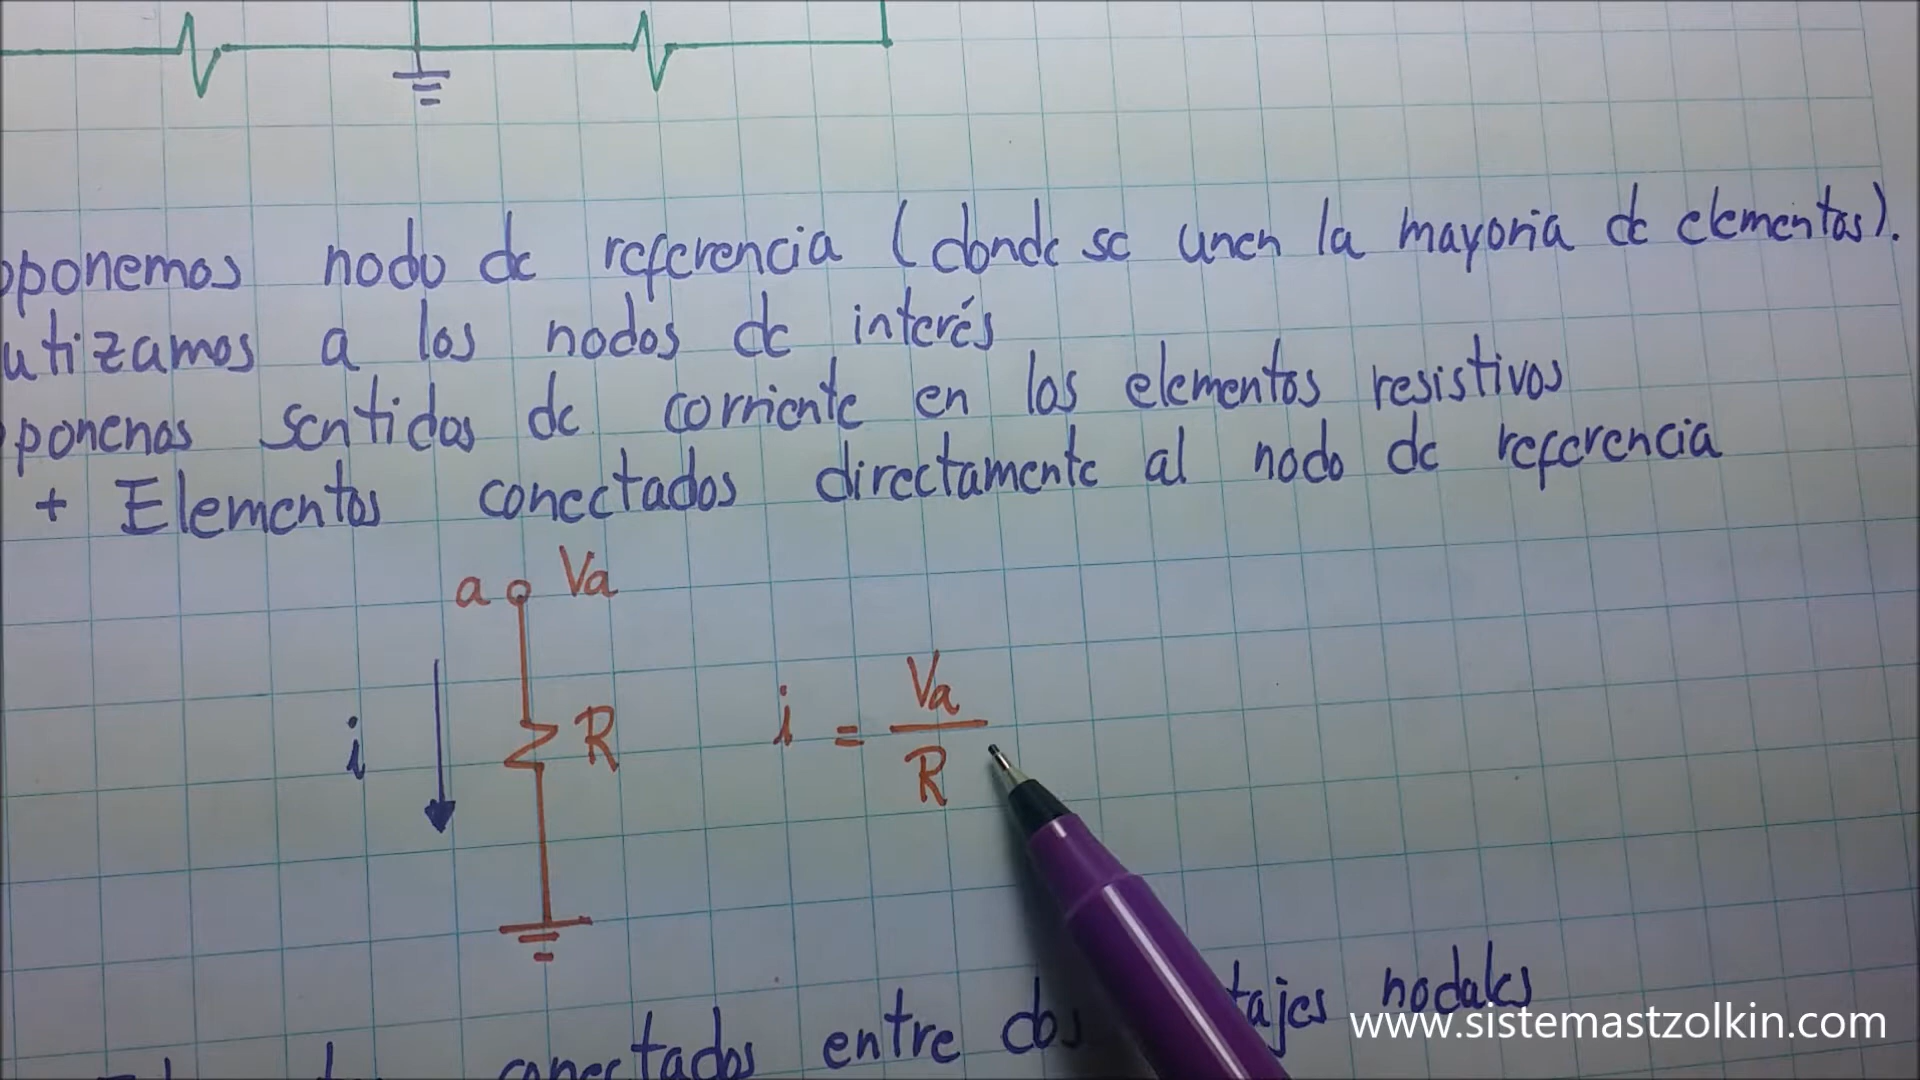 ponemos nodo de referencia (donde se unen la mayoria de elementos).
utizamos a los nodos de interés
ponenos sentidos de corriente en los elementos resistivos
+ Elementos conectados directamente al nodo de referencia
a Va
i R i = Va / R
conectados entre dos tajes nodales
www.sistemastzolkin.com